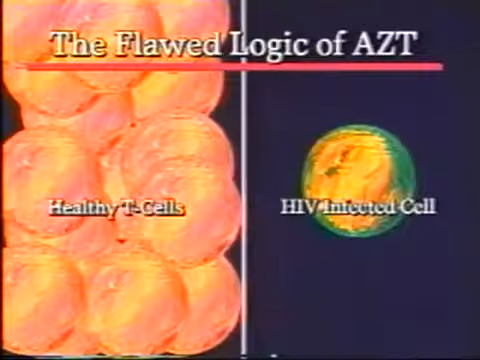 The Flawed Logic of AZT
Healthy T-Cells
HIV Infected Cell